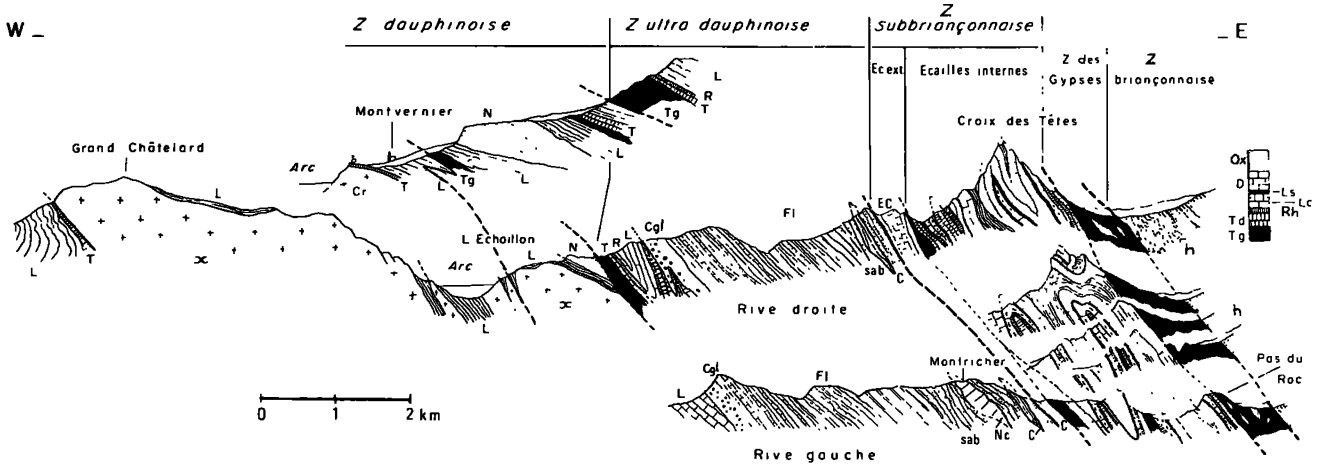 W _
Z dauphinoise
Z ultra dauphinoise
Z
Subbriançonnaise
_ E
Ec ext.
Ecailles internes
Z des
Gypses
Z
briançonnaise
L
R
T
Tg
Montvernier
N
T
L
Croix des Têtes
Grand Châtelard
Arc
Cr
T
L
Tg
L
Ox
D
Ls
Lc
Rh
Td
Tg
L
L Echaillon
L
N
T
R
L
Cgl
Fl
EC
Arc
L
T
x
x
L
sab
C
h
Rive droite
h
Cgl
Fl
Montricher
Pas du
Roc
L
0
1
2 km
sab
Nc
C
C
Rive gauche